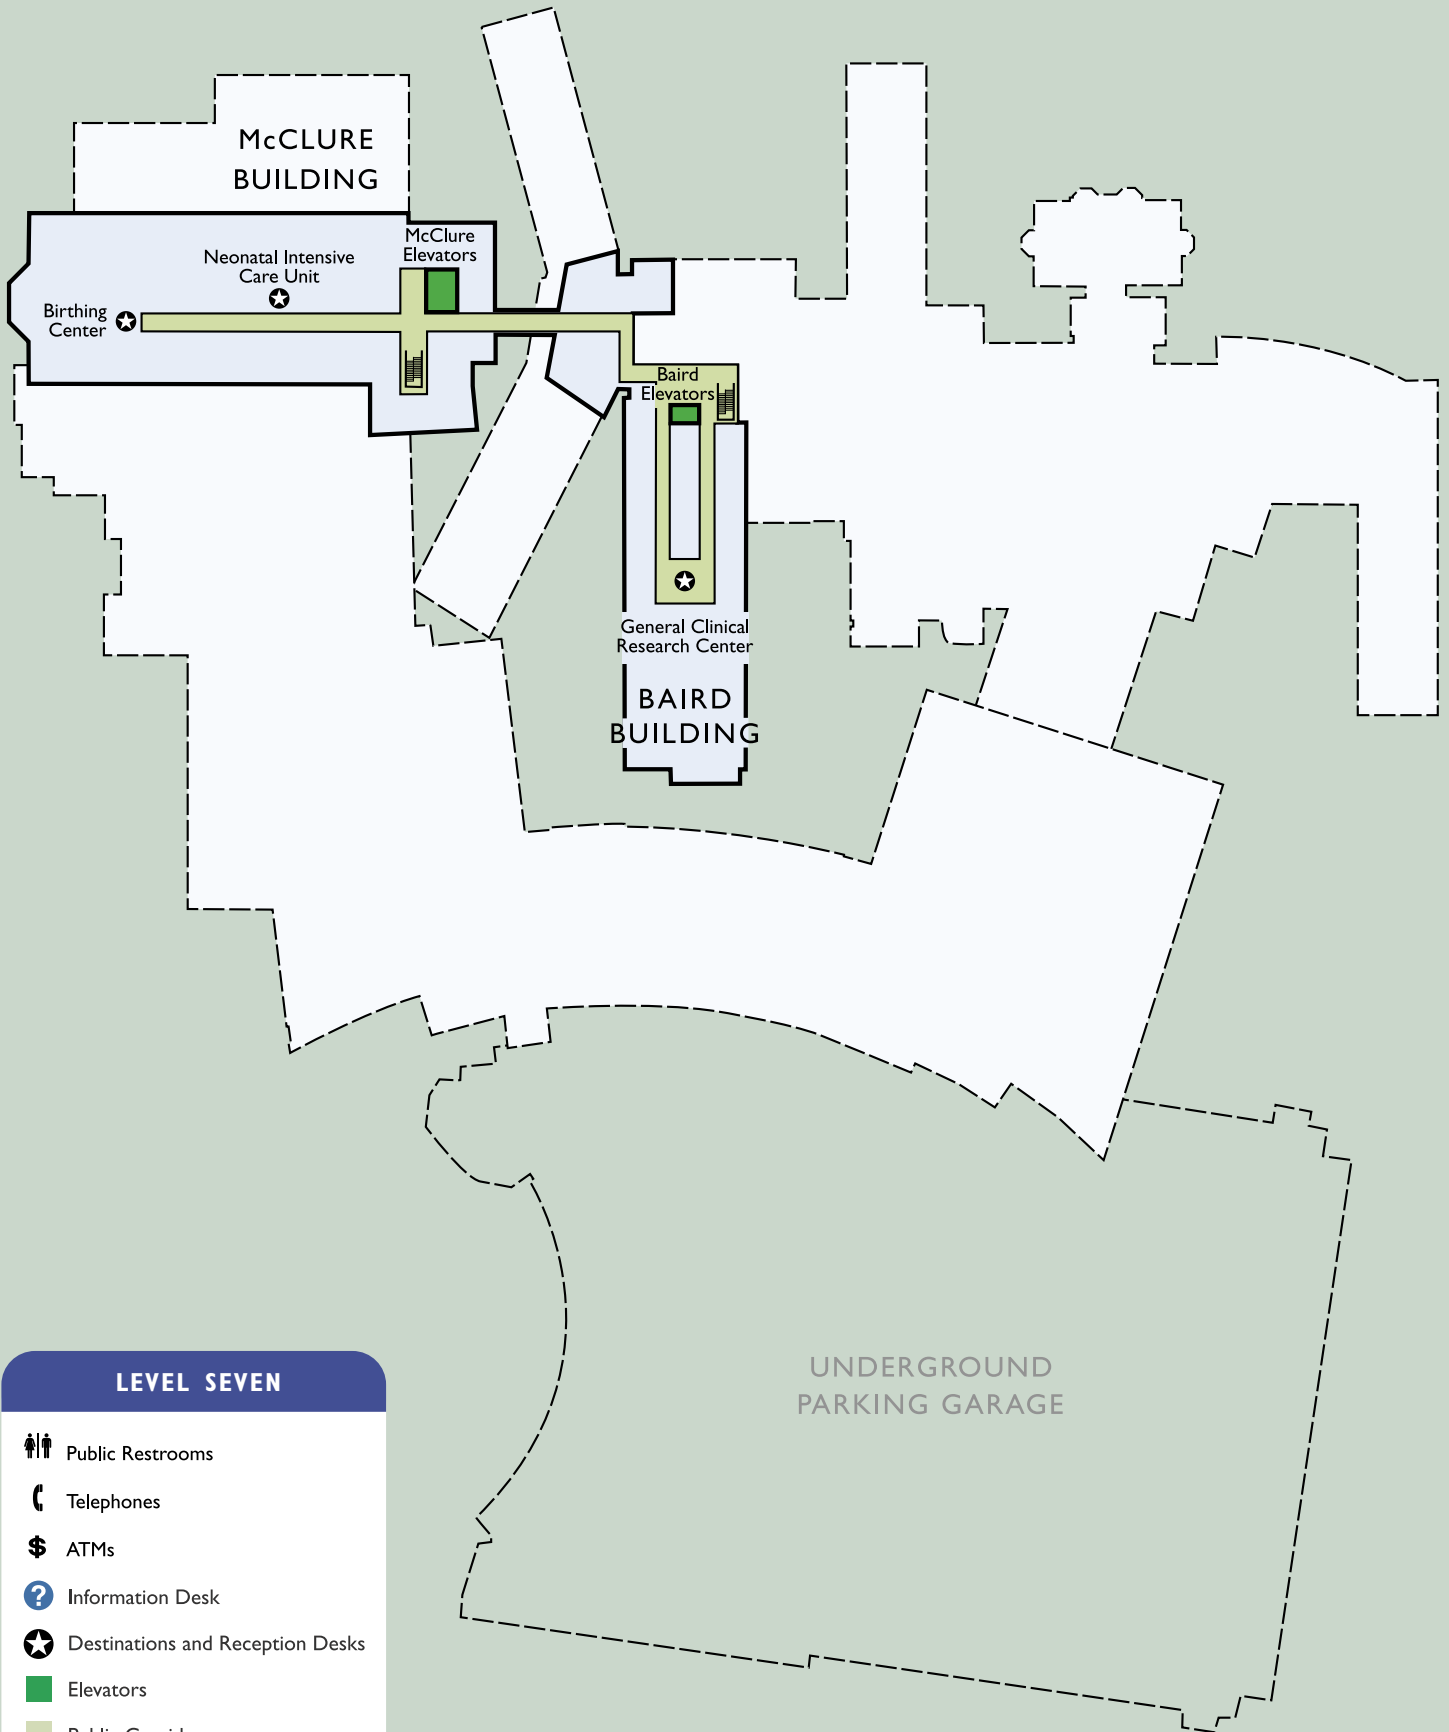 McCLURE
BUILDING
McClure
Elevators
Neonatal Intensive
Care Unit
Birthing
Center
Baird
Elevators
General Clinical
Research Center
BAIRD
BUILDING
UNDERGROUND
PARKING GARAGE
LEVEL SEVEN
Public Restrooms
Telephones
$ ATMs
? Information Desk
Destinations and Reception Desks
Elevators